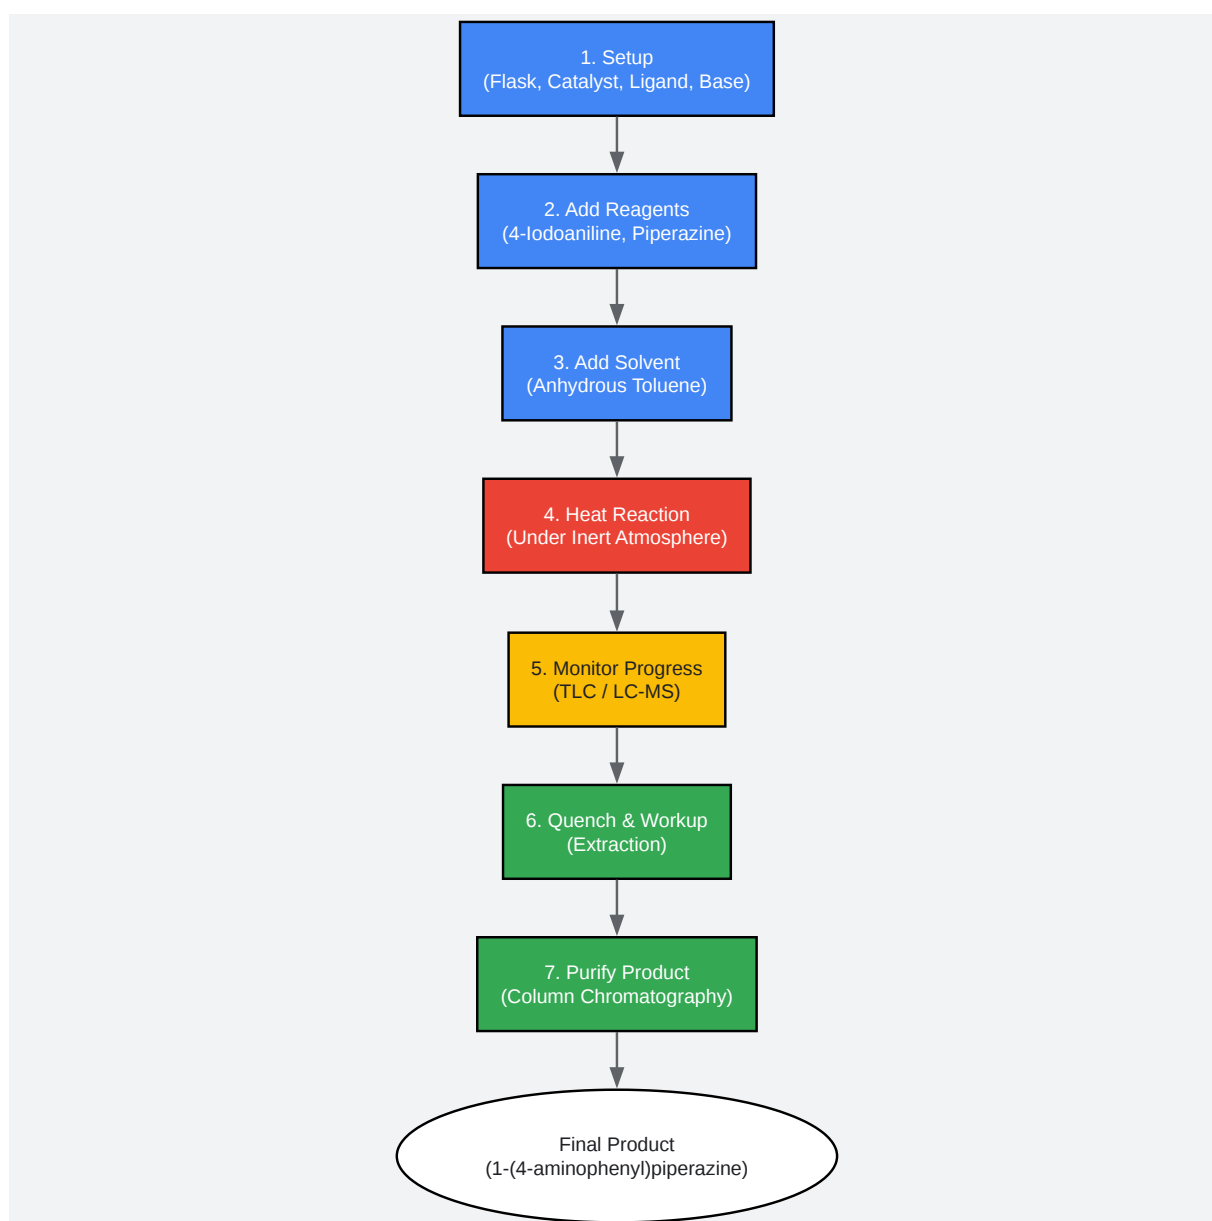 1. Setup
(Flask, Catalyst, Ligand, Base)
2. Add Reagents
(4-Iodoaniline, Piperazine)
3. Add Solvent
(Anhydrous Toluene)
4. Heat Reaction
(Under Inert Atmosphere)
5. Monitor Progress
(TLC / LC-MS)
6. Quench & Workup
(Extraction)
7. Purify Product
(Column Chromatography)
Final Product
(1-(4-aminophenyl)piperazine)